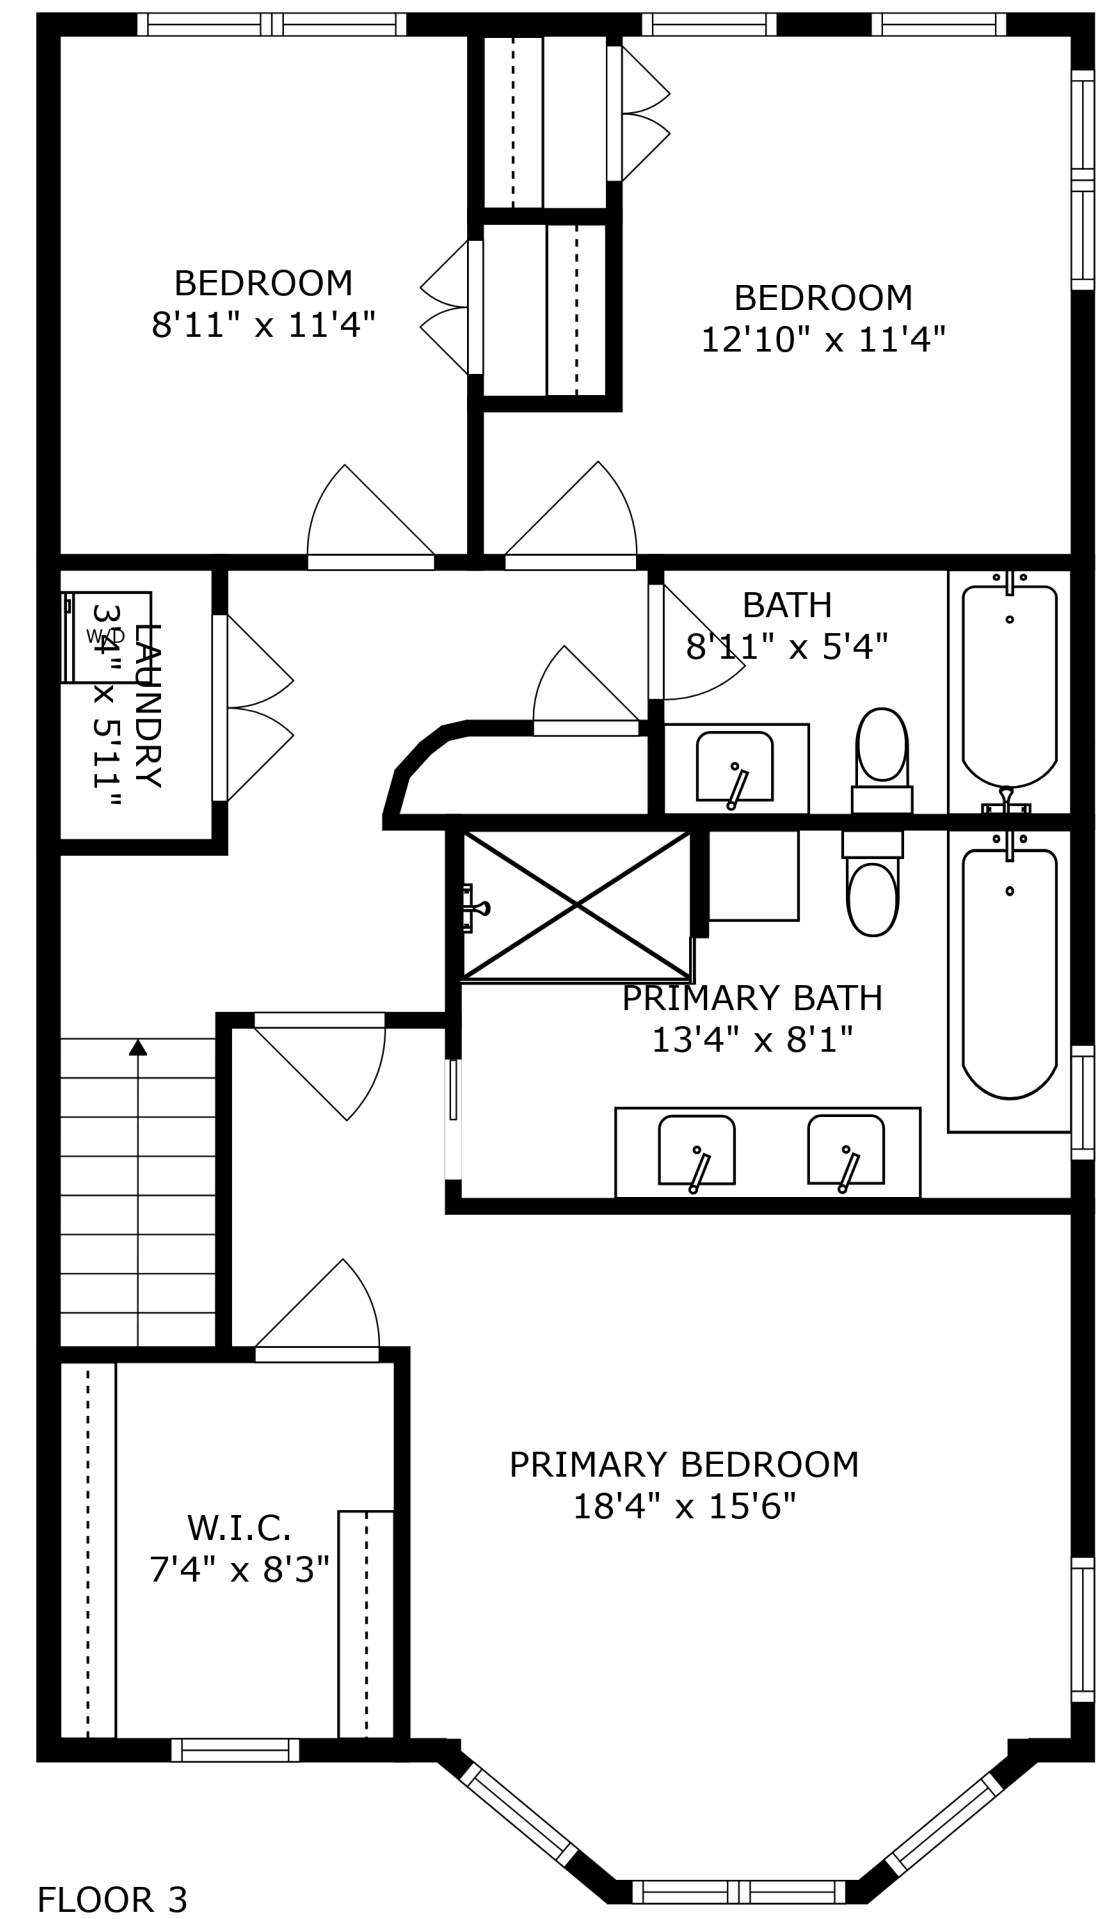 BEDROOM
8'11" x 11'4"
BEDROOM
12'10" x 11'4"
LAUNDRY
3'4" x 5'11"
W/D
BATH
8'11" x 5'4"
PRIMARY BATH
13'4" x 8'1"
PRIMARY BEDROOM
18'4" x 15'6"
W.I.C.
7'4" x 8'3"
FLOOR 3